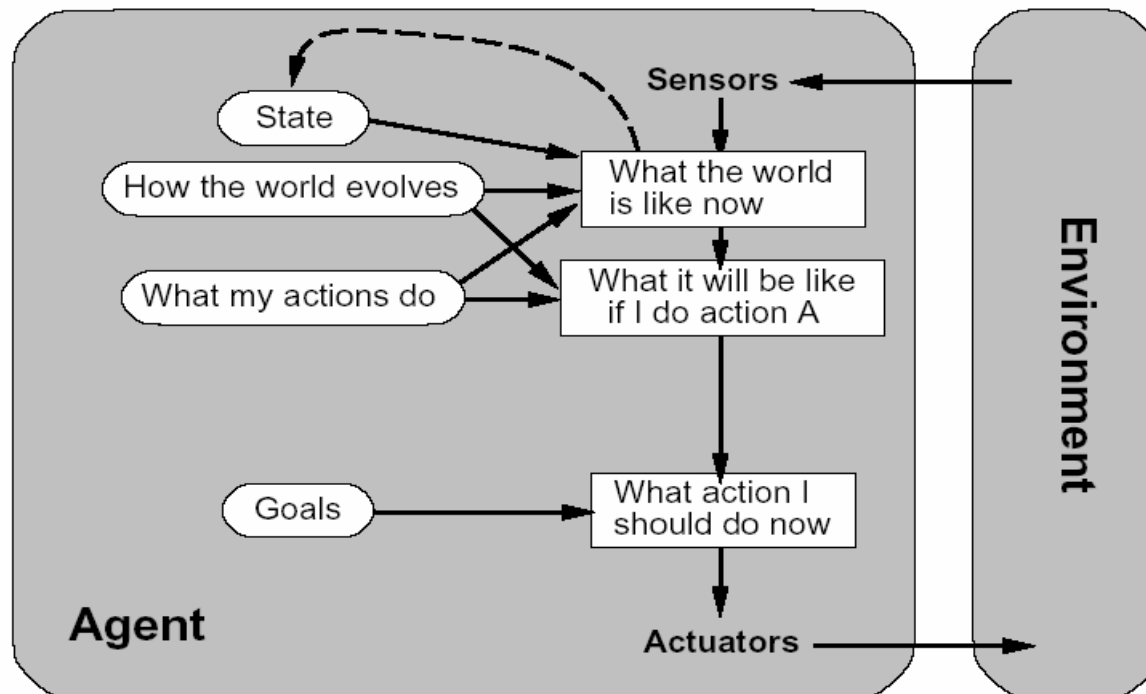 Sensors
State
What the world
is like now
How the world evolves
What my actions do
What it will be like
if I do action A
Goals
What action I
should do now
Agent
Actuators
Environment